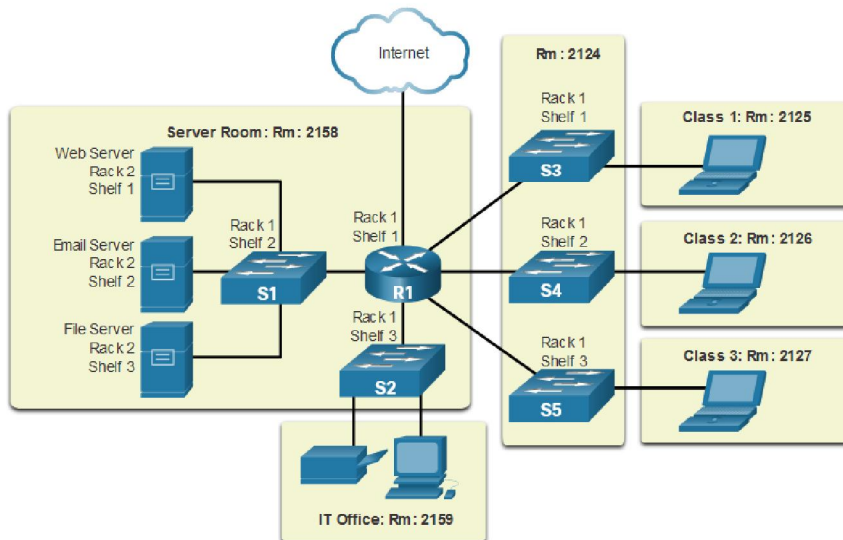 Internet
Server Room: Rm: 2158
Web Server
Rack 2
Shelf 1
Email Server
Rack 2
Shelf 2
File Server
Rack 2
Shelf 3
Rack 1
Shelf 2
S1
Rack 1
Shelf 1
R1
Rack 1
Shelf 3
S2
IT Office: Rm: 2159
Rm: 2124
Rack 1
Shelf 1
S3
Rack 1
Shelf 2
S4
Rack 1
Shelf 3
S5
Class 1: Rm: 2125
Class 2: Rm: 2126
Class 3: Rm: 2127